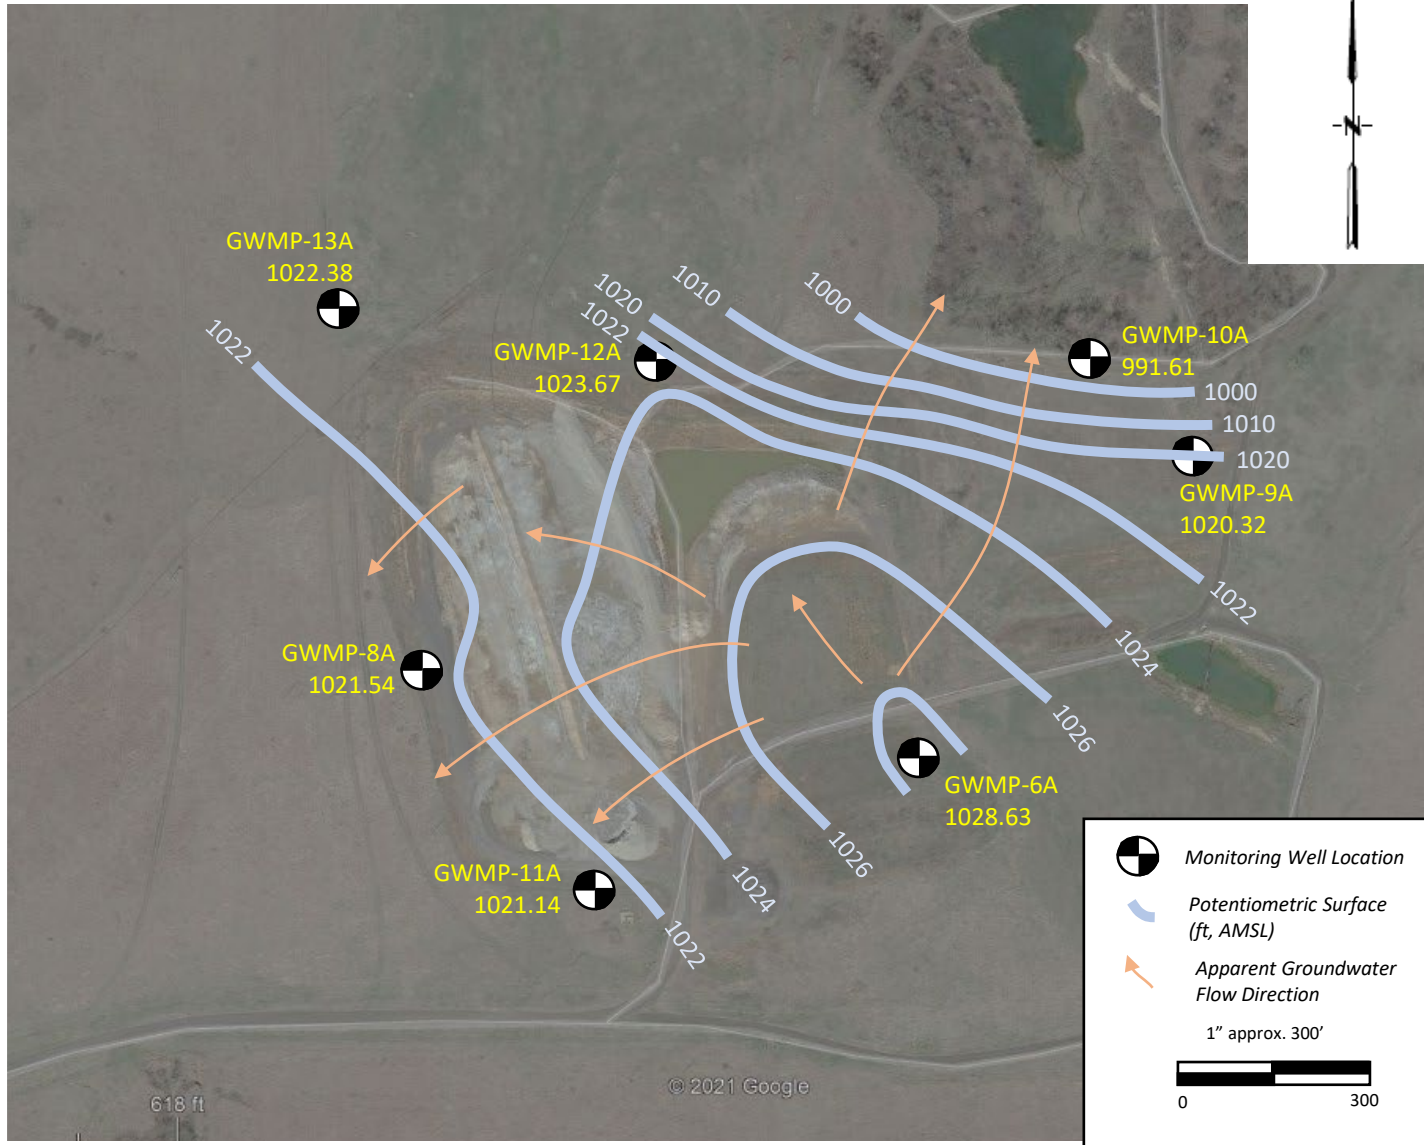 N
GWMP-13A
1022.38
1022
1020
1022
1010
1000
GWMP-12A
1023.67
GWMP-10A
991.61
1000
1010
1020
GWMP-9A
1020.32
1022
1024
1026
GWMP-8A
1021.54
GWMP-6A
1028.63
1026
1024
1022
GWMP-11A
1021.14
Monitoring Well Location
Potentiometric Surface
(ft, AMSL)
Apparent Groundwater
Flow Direction
1” approx. 300’
0 300
© 2021 Google
618 ft